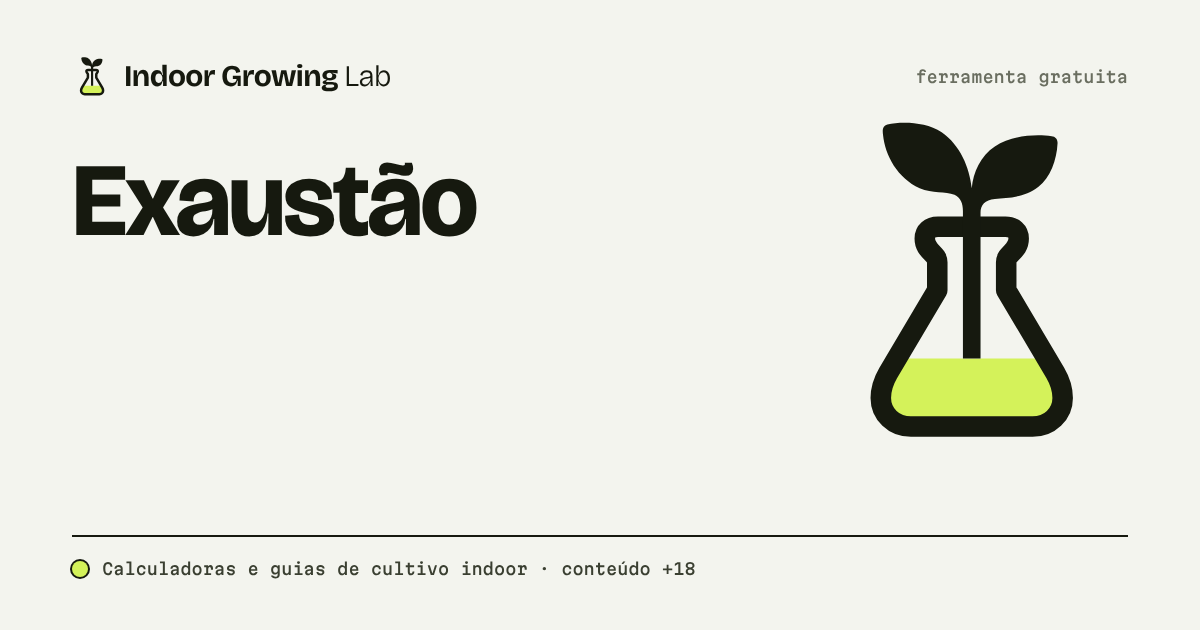 Indoor Growing Lab
ferramenta gratuita
Exaustão
Calculadoras e guias de cultivo indoor · conteúdo +18